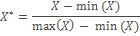 X* = X − min (X) / max(X) − min (X)